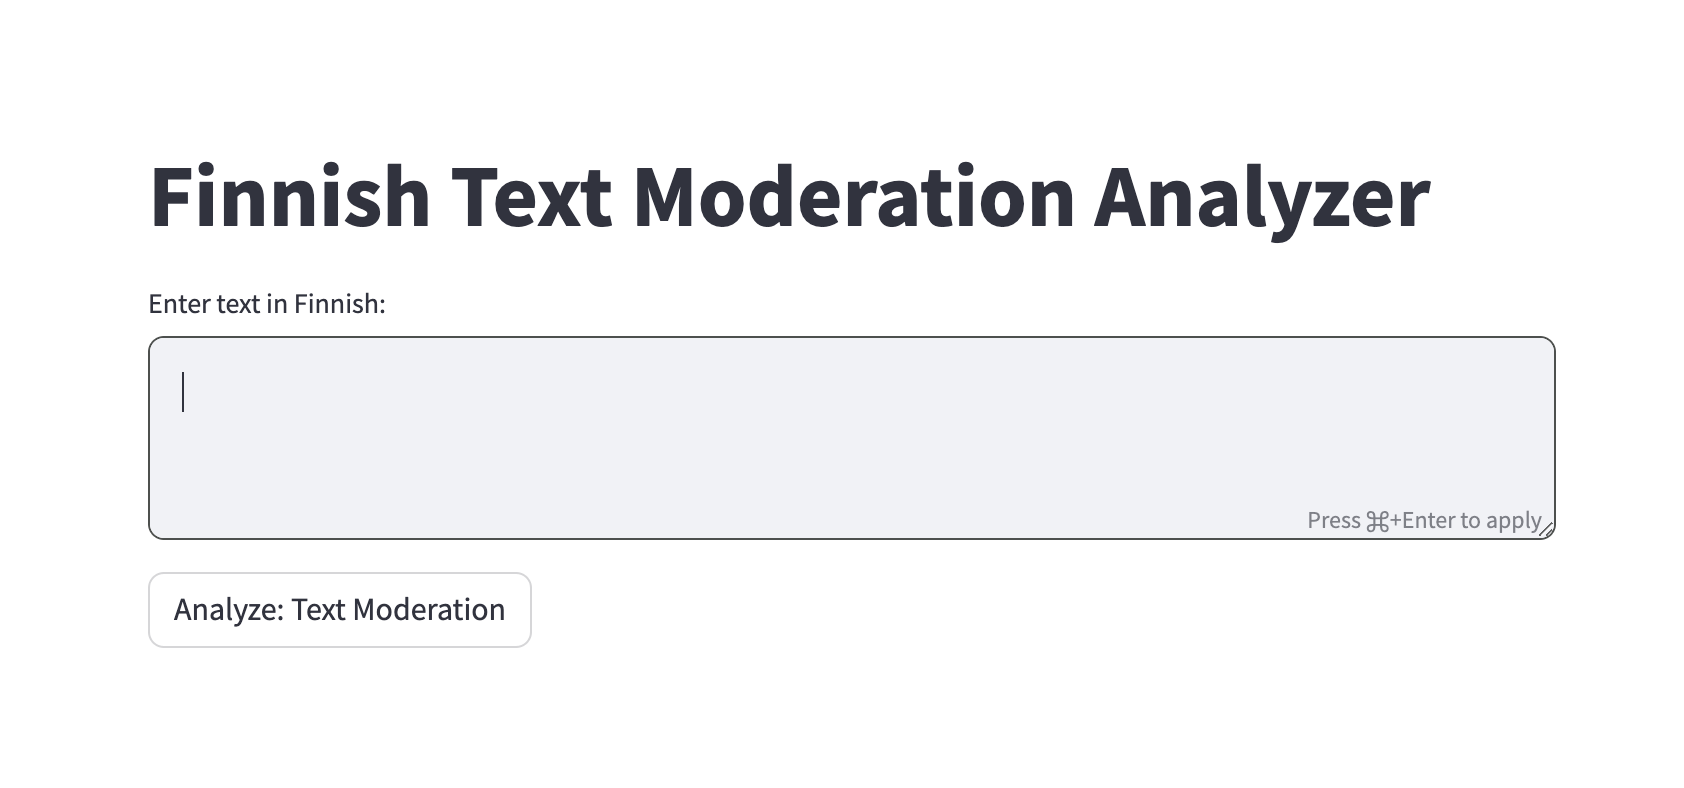 Finnish Text Moderation Analyzer
Enter text in Finnish:
Press ⌘+Enter to apply
Analyze: Text Moderation